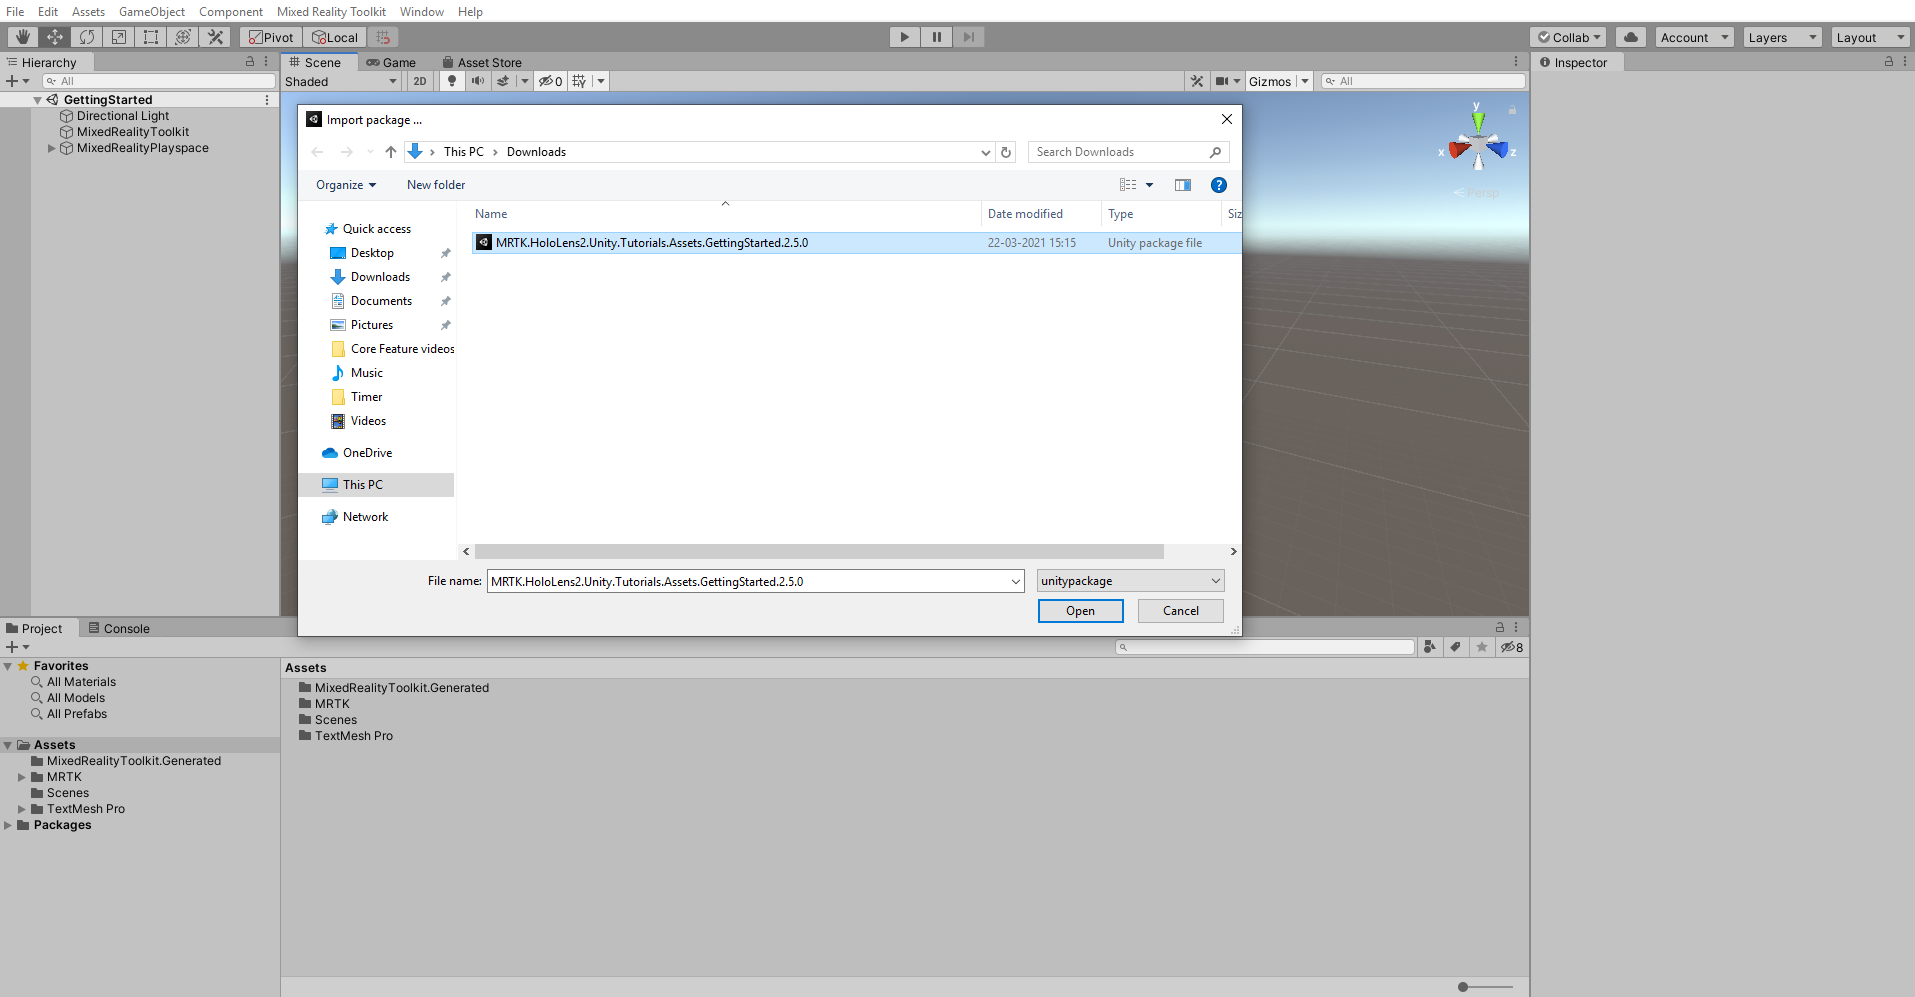 File Edit Assets GameObject Component Mixed Reality Toolkit Window Help
Pivot Local Collab Account Layers Layout
Hierarchy Scene Game Asset Store Inspector
All Shaded 2D 0 Gizmos All
GettingStarted
Directional Light
MixedRealityToolkit
MixedRealityPlayspace
y
x z
Persp
Import package ...
This PC Downloads Search Downloads
Organize New folder ?
Name Date modified Type Siz
MRTK.HoloLens2.Unity.Tutorials.Assets.GettingStarted.2.5.0 22-03-2021 15:15 Unity package file
Quick access
Desktop
Downloads
Documents
Pictures
Core Feature videos
Music
Timer
Videos
OneDrive
This PC
Network
File name: MRTK.HoloLens2.Unity.Tutorials.Assets.GettingStarted.2.5.0 unitypackage
Open Cancel
Project Console
8
Favorites
All Materials
All Models
All Prefabs
Assets
MixedRealityToolkit.Generated
MRTK
Scenes
TextMesh Pro
Packages
Assets
MixedRealityToolkit.Generated
MRTK
Scenes
TextMesh Pro